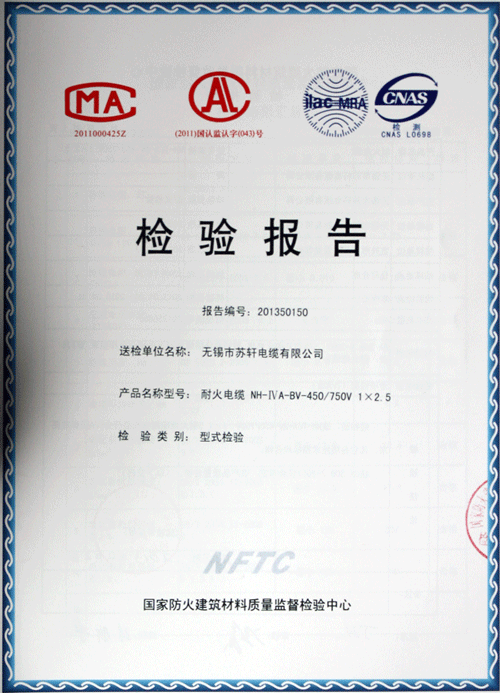 CMA
2011000425Z
CAL
(2011)国认监认字(043)号
ilac-MRA
CNAS
检 测
CNAS L0698
检 验 报 告
报告编号: 201350150
送检单位名称: 无锡市苏轩电缆有限公司
产品名称型号: 耐火电缆 NH-ⅣA-BV-450/750V 1×2.5
检 验 类 别: 型式检验
NFTC
国家防火建筑材料质量监督检验中心